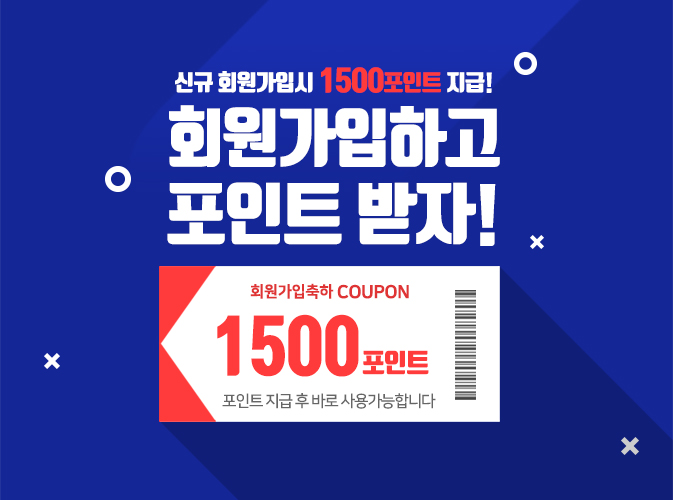 신규 회원가입시 1500포인트 지급!
회원가입하고
포인트 받자!
회원가입축하 COUPON
1500포인트
포인트 지급 후 바로 사용가능합니다